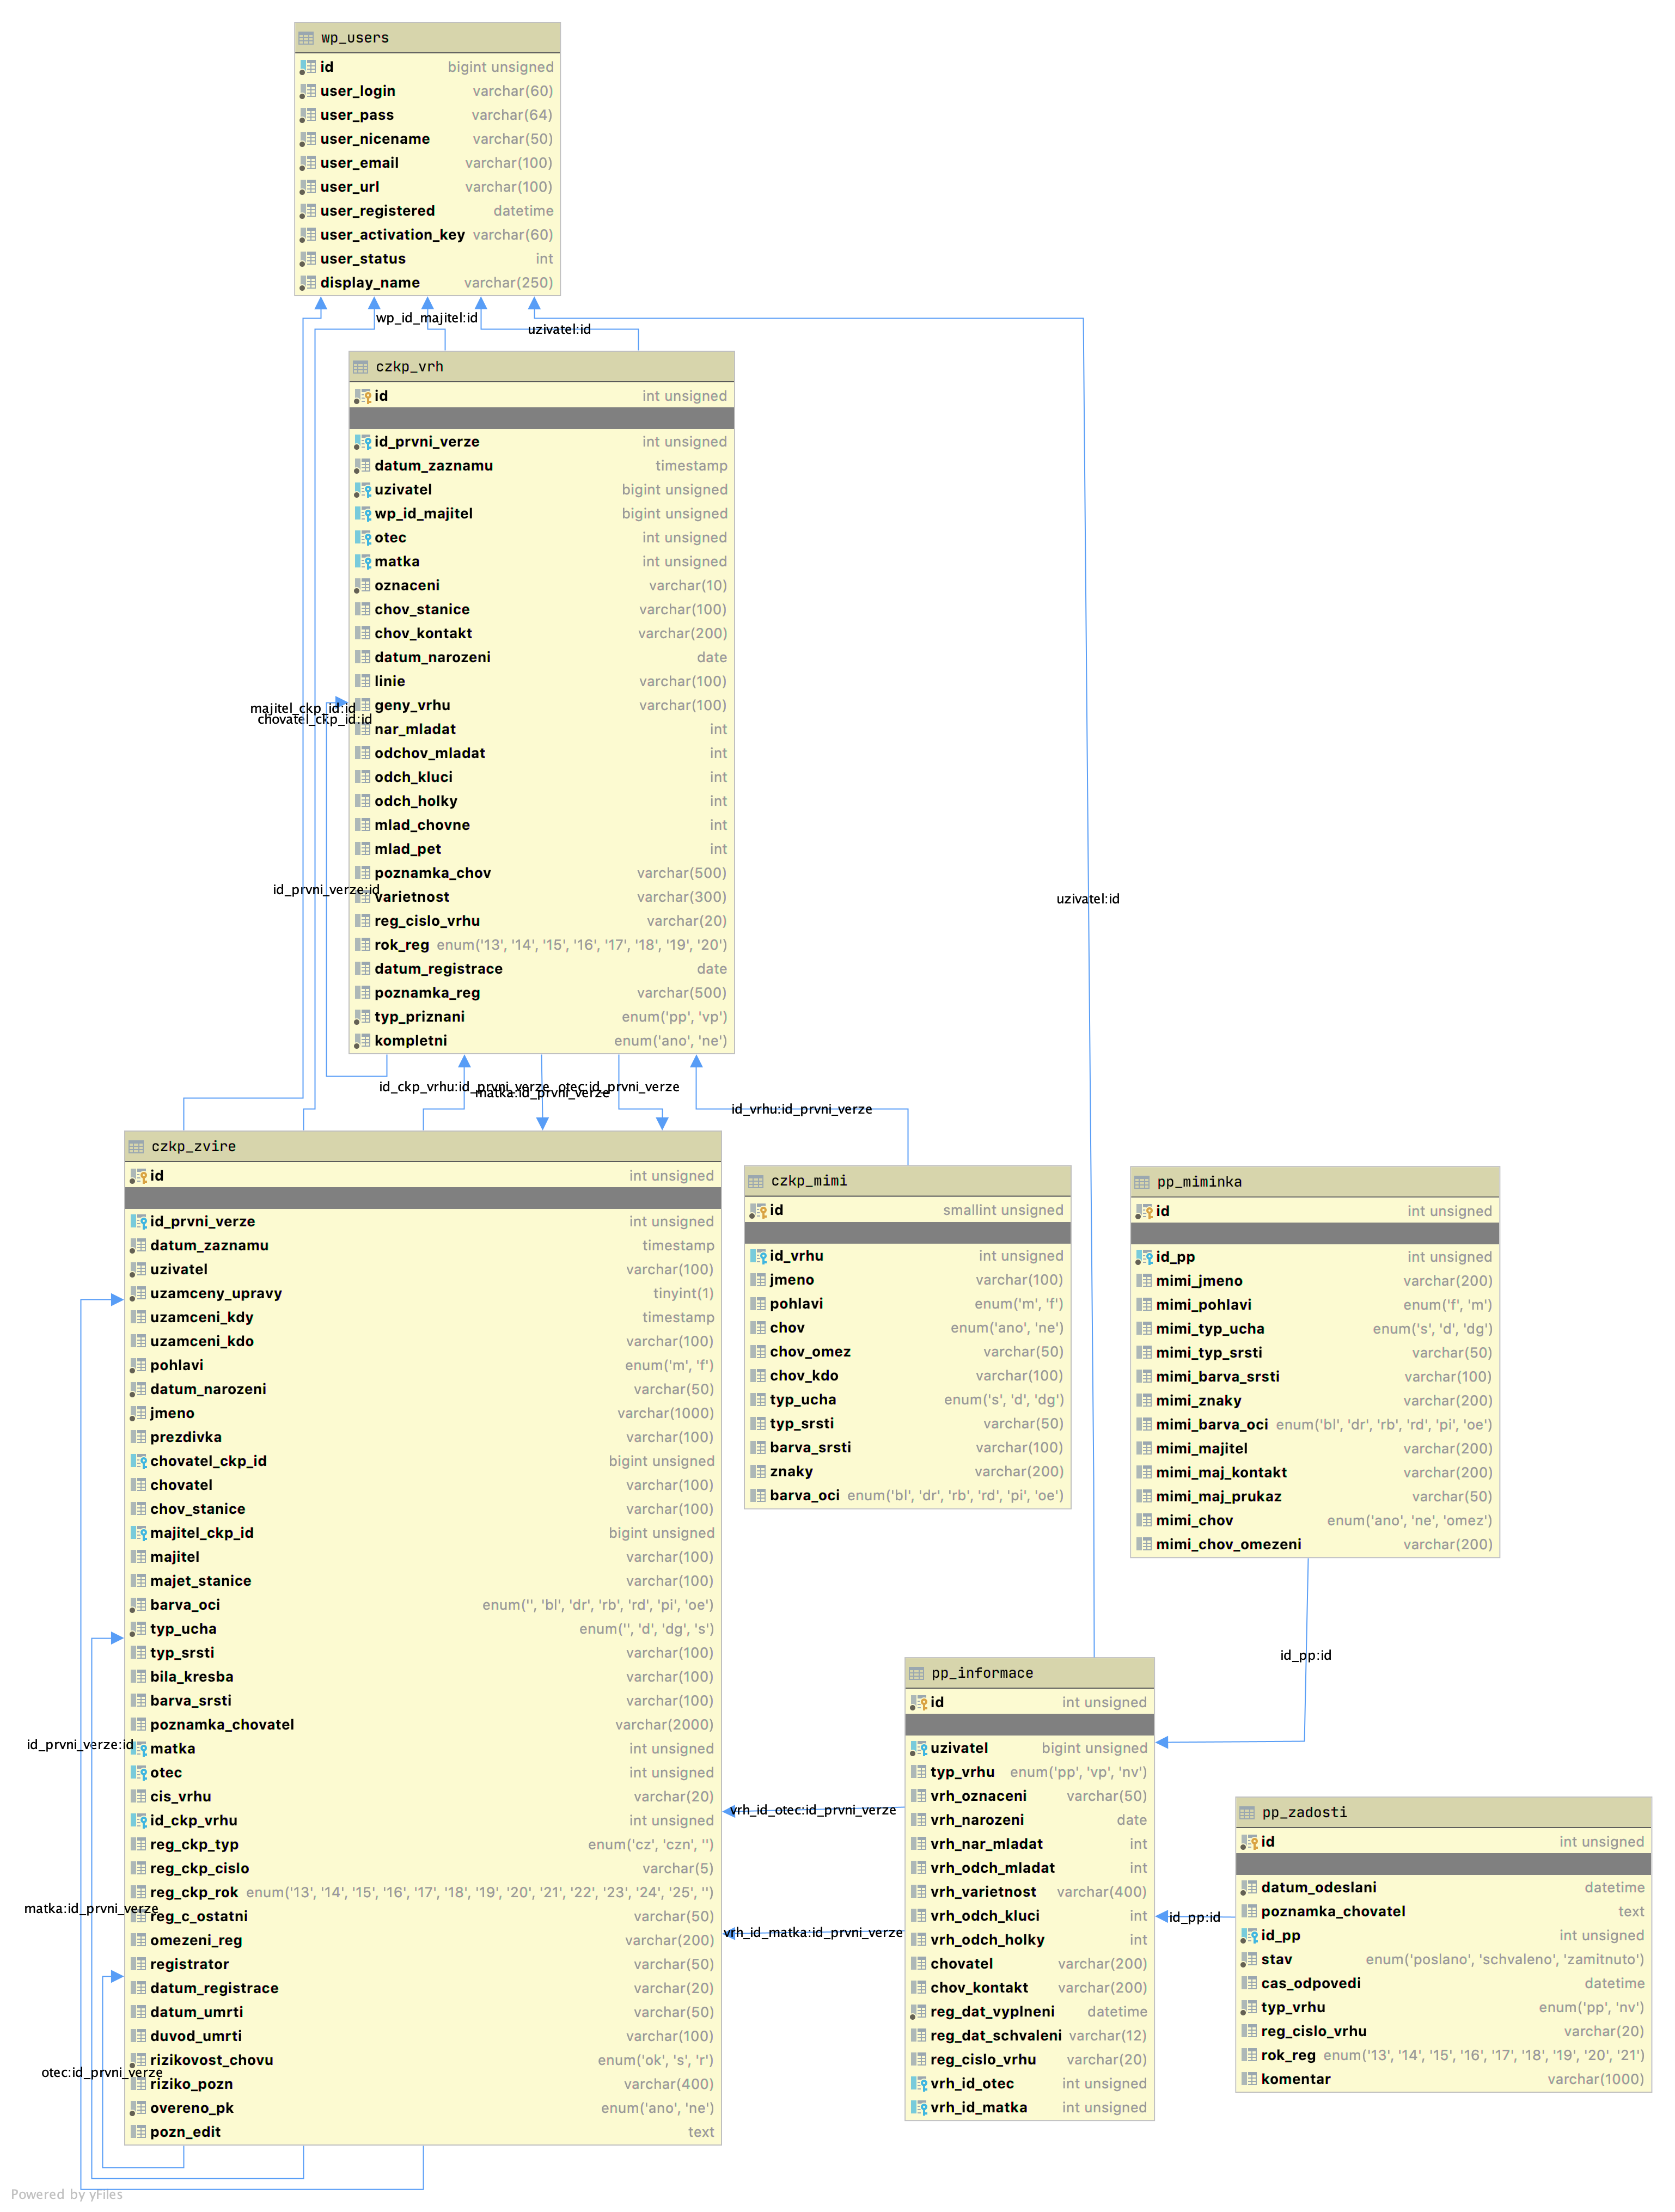 wp_users
id bigint unsigned
user_login varchar(60)
user_pass varchar(64)
user_nicename varchar(50)
user_email varchar(100)
user_url varchar(100)
user_registered datetime
user_activation_key varchar(60)
user_status int
display_name varchar(250)
wp_id_majitel:id
uzivatel:id
czkp_vrh
id int unsigned
id_prvni_verze int unsigned
datum_zaznamu timestamp
uzivatel bigint unsigned
wp_id_majitel bigint unsigned
otec int unsigned
matka int unsigned
oznaceni varchar(10)
chov_stanice varchar(100)
chov_kontakt varchar(200)
datum_narozeni date
linie varchar(100)
geny_vrhu varchar(100)
nar_mladat int
odchov_mladat int
odch_kluci int
odch_holky int
mlad_chovne int
mlad_pet int
poznamka_chov varchar(500)
varietnost varchar(300)
reg_cislo_vrhu varchar(20)
rok_reg enum('13', '14', '15', '16', '17', '18', '19', '20')
datum_registrace date
poznamka_reg varchar(500)
typ_priznani enum('pp', 'vp')
kompletni enum('ano', 'ne')
majitel_ckp_id:id
chovatel_ckp_id:id
id_prvni_verze:id
uzivatel:id
id_ckp_vrhu:id_prvni_verze
otec:id_prvni_verze
matka:id_prvni_verze
id_vrhu:id_prvni_verze
czkp_zvire
id int unsigned
id_prvni_verze int unsigned
datum_zaznamu timestamp
uzivatel varchar(100)
uzamceny_upravy tinyint(1)
uzamceni_kdy timestamp
uzamceni_kdo varchar(100)
pohlavi enum('m', 'f')
datum_narozeni varchar(50)
jmeno varchar(1000)
prezdivka varchar(100)
chovatel_ckp_id bigint unsigned
chovatel varchar(100)
chov_stanice varchar(100)
majitel_ckp_id bigint unsigned
majitel varchar(100)
majet_stanice varchar(100)
barva_oci enum('', 'bl', 'dr', 'rb', 'rd', 'pi', 'oe')
typ_ucha enum('', 'd', 'dg', 's')
typ_srsti varchar(100)
bila_kresba varchar(100)
barva_srsti varchar(100)
poznamka_chovatel varchar(2000)
matka int unsigned
otec int unsigned
cis_vrhu varchar(20)
id_ckp_vrhu int unsigned
reg_ckp_typ enum('cz', 'czn', '')
reg_ckp_cislo varchar(5)
reg_ckp_rok enum('13', '14', '15', '16', '17', '18', '19', '20', '21', '22', '23', '24', '25', '')
reg_c_ostatni varchar(50)
omezeni_reg varchar(200)
registrator varchar(50)
datum_registrace varchar(20)
datum_umrti varchar(50)
duvod_umrti varchar(100)
rizikovost_chovu enum('ok', 's', 'r')
riziko_pozn varchar(400)
overeno_pk enum('ano', 'ne')
pozn_edit text
id_prvni_verze:id
matka:id_prvni_verze
otec:id_prvni_verze
czkp_mimi
id smallint unsigned
id_vrhu int unsigned
jmeno varchar(100)
pohlavi enum('m', 'f')
chov enum('ano', 'ne')
chov_omez varchar(50)
chov_kdo varchar(100)
typ_ucha enum('s', 'd', 'dg')
typ_srsti varchar(50)
barva_srsti varchar(100)
znaky varchar(200)
barva_oci enum('bl', 'dr', 'rb', 'rd', 'pi', 'oe')
pp_miminka
id int unsigned
id_pp int unsigned
mimi_jmeno varchar(200)
mimi_pohlavi enum('f', 'm')
mimi_typ_ucha enum('s', 'd', 'dg')
mimi_typ_srsti varchar(50)
mimi_barva_srsti varchar(100)
mimi_znaky varchar(200)
mimi_barva_oci enum('bl', 'dr', 'rb', 'rd', 'pi', 'oe')
mimi_majitel varchar(200)
mimi_maj_kontakt varchar(200)
mimi_maj_prukaz varchar(50)
mimi_chov enum('ano', 'ne', 'omez')
mimi_chov_omezeni varchar(200)
id_pp:id
pp_informace
id int unsigned
uzivatel bigint unsigned
typ_vrhu enum('pp', 'vp', 'nv')
vrh_oznaceni varchar(50)
vrh_narozeni date
vrh_nar_mladat int
vrh_odch_mladat int
vrh_varietnost varchar(400)
vrh_odch_kluci int
vrh_odch_holky int
chovatel varchar(200)
chov_kontakt varchar(200)
reg_dat_vyplneni datetime
reg_dat_schvaleni varchar(12)
reg_cislo_vrhu varchar(20)
vrh_id_otec int unsigned
vrh_id_matka int unsigned
vrh_id_otec:id_prvni_verze
vrh_id_matka:id_prvni_verze
id_pp:id
pp_zadosti
id int unsigned
datum_odeslani datetime
poznamka_chovatel text
id_pp int unsigned
stav enum('poslano', 'schvaleno', 'zamitnuto')
cas_odpovedi datetime
typ_vrhu enum('pp', 'nv')
reg_cislo_vrhu varchar(20)
rok_reg enum('13', '14', '15', '16', '17', '18', '19', '20', '21')
komentar varchar(1000)
Powered by yFiles